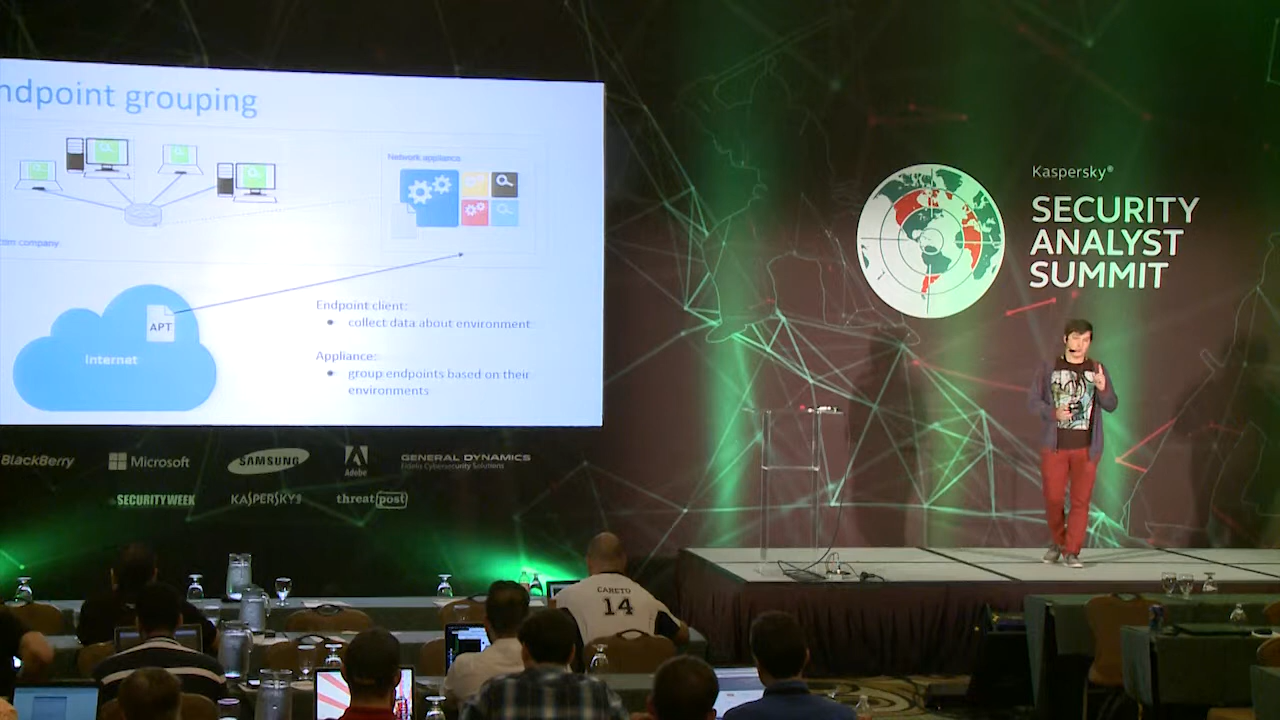 ndpoint grouping
Network appliance
ctim company
APT
Internet
Endpoint client:
• collect data about environment
Appliance:
• group endpoints based on their
environments
Kaspersky®
SECURITY
ANALYST
SUMMIT
BlackBerry
Microsoft
SAMSUNG
Adobe
GENERAL DYNAMICS
Fidelis Cybersecurity Solutions
SECURITYWEEK
KASPERSKY
threatpost
CARETO
14